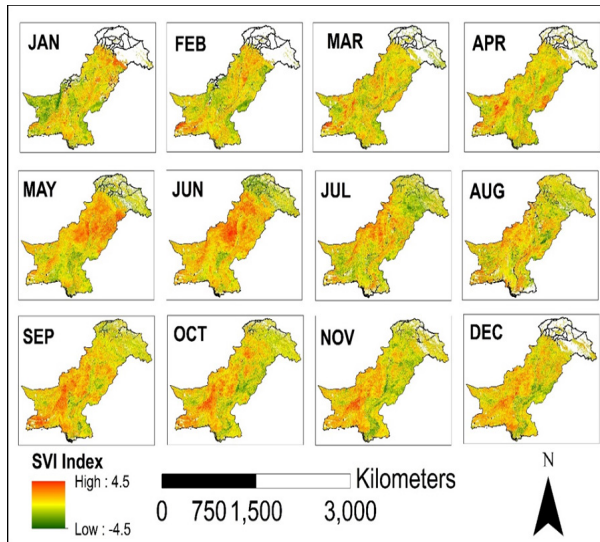 JAN FEB MAR APR
MAY JUN JUL AUG
SEP OCT NOV DEC
SVI Index
High : 4.5
Low : -4.5
Kilometers
0 750 1,500 3,000
N